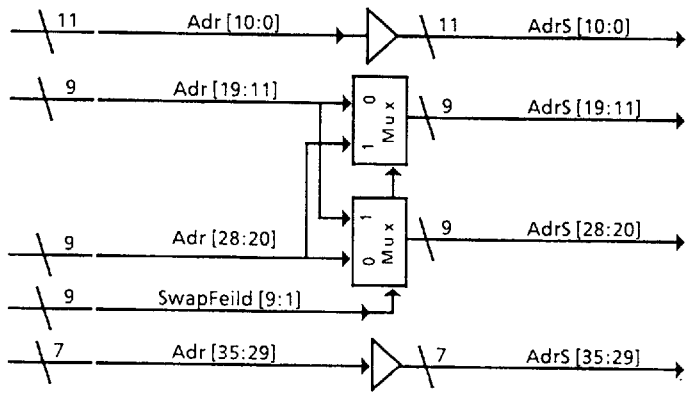 11 Adr [10:0] 11 AdrS [10:0]
9 Adr [19:11] 0 1 Mux 9 AdrS [19:11]
9 Adr [28:20] 1 0 Mux 9 AdrS [28:20]
9 SwapFeild [9:1]
7 Adr [35:29] 7 AdrS [35:29]